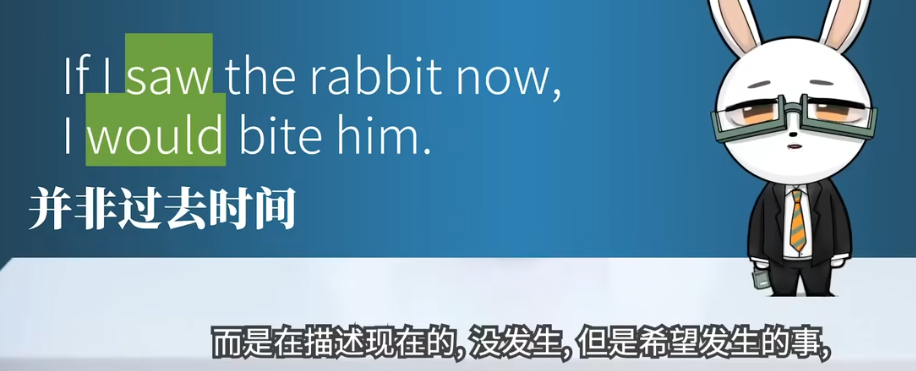 If I saw the rabbit now,
I would bite him.
并非过去时间
而是在描述现在的, 没发生, 但是希望发生的事,